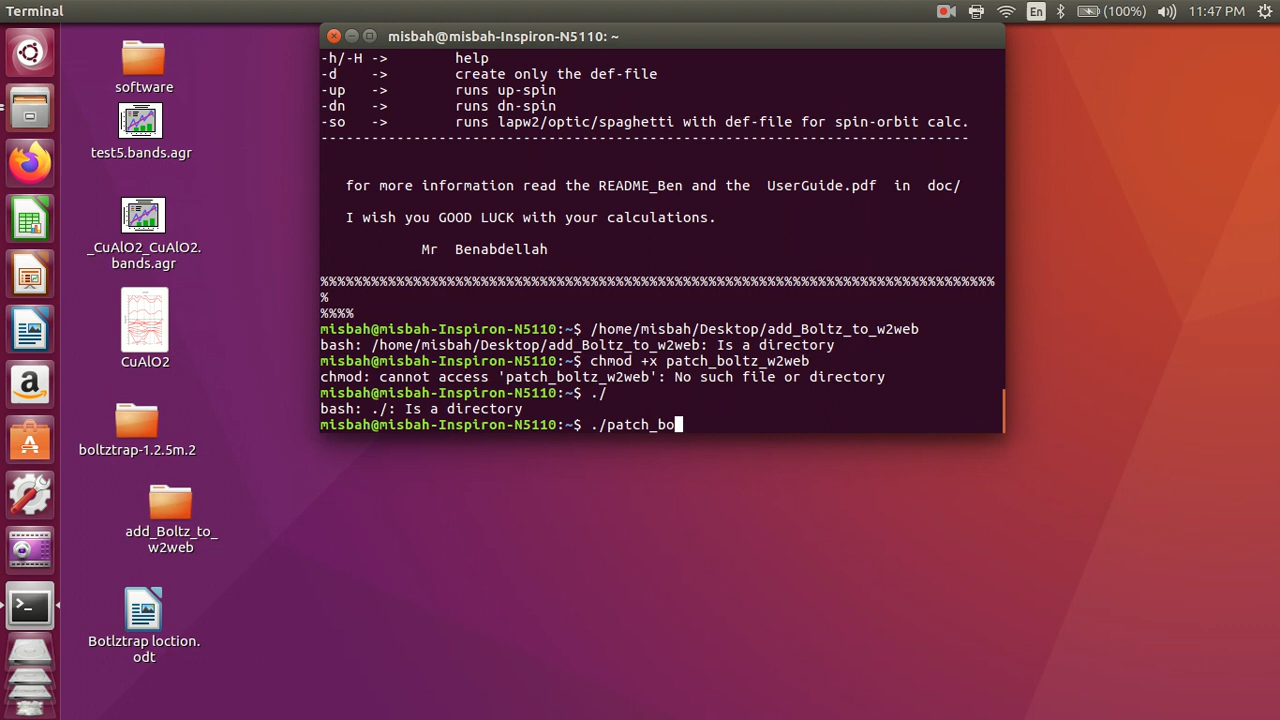 Terminal
En
(100%)
11:47 PM
misbah@misbah-Inspiron-N5110: ~
-h/-H -> help
-d -> create only the def-file
-up -> runs up-spin
-dn -> runs dn-spin
-so -> runs lapw2/optic/spaghetti with def-file for spin-orbit calc.
-----------------------------------------------------------------------------
for more information read the README_Ben and the UserGuide.pdf in doc/
I wish you GOOD LUCK with your calculations.
Mr Benabdellah
%%%%%%%%%%%%%%%%%%%%%%%%%%%%%%%%%%%%%%%%%%%%%%%%%%%%%%%%%%%%%%%%%%%%%%%%%%%%%%%%%%
%
%%%%
misbah@misbah-Inspiron-N5110:~$ /home/misbah/Desktop/add_Boltz_to_w2web
bash: /home/misbah/Desktop/add_Boltz_to_w2web: Is a directory
misbah@misbah-Inspiron-N5110:~$ chmod +x patch_boltz_w2web
chmod: cannot access 'patch_boltz_w2web': No such file or directory
misbah@misbah-Inspiron-N5110:~$ ./
bash: ./: Is a directory
misbah@misbah-Inspiron-N5110:~$ ./patch_bo
software
test5.bands.agr
_CuAlO2_CuAlO2.
bands.agr
CuAlO2
boltztrap-1.2.5m.2
add_Boltz_to_
w2web
Botlztrap loction.
odt